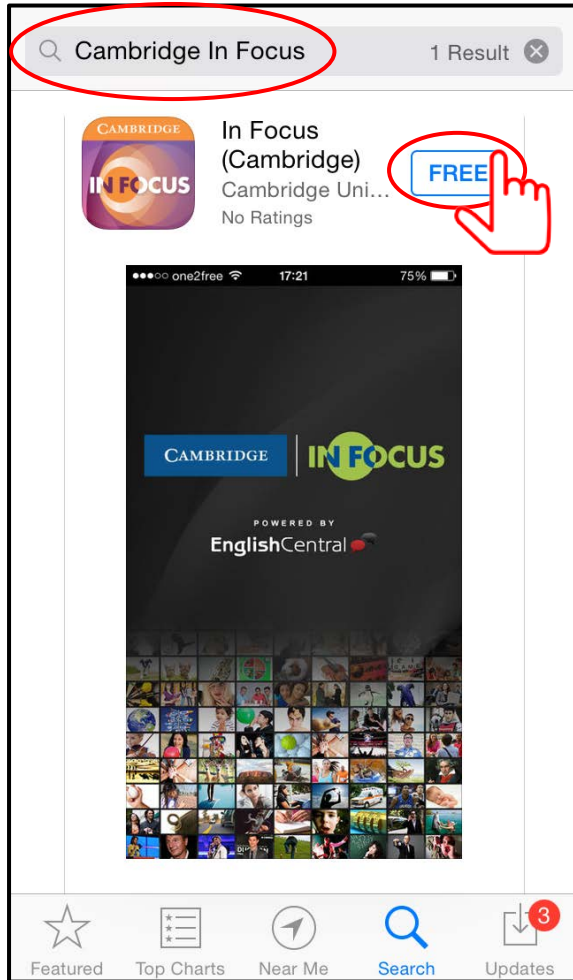 Cambridge In Focus 1 Result
CAMBRIDGE
IN FOCUS
In Focus
(Cambridge)
Cambridge Uni...
No Ratings
FREE
one2free 17:21 75%
CAMBRIDGE IN FOCUS
POWERED BY
EnglishCentral
Featured Top Charts Near Me Search Updates
3